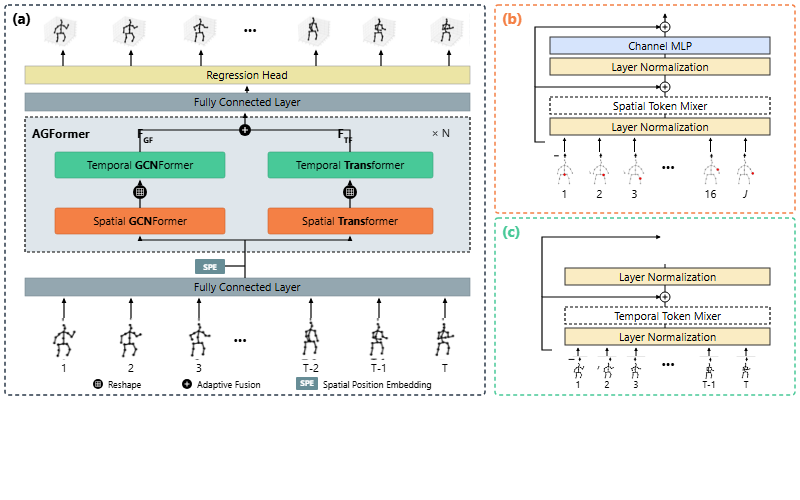 (a)
Regression Head
Fully Connected Layer
AGFormer
F GF
F TF
× N
Temporal GCNFormer
Temporal Transformer
Spatial GCNFormer
Spatial Transformer
SPE
Fully Connected Layer
1 2 3 ••• T-2 T-1 T
Reshape
Adaptive Fusion
SPE Spatial Position Embedding
(b)
Channel MLP
Layer Normalization
Spatial Token Mixer
Layer Normalization
1 2 3 ••• 16 J
(c)
Layer Normalization
Temporal Token Mixer
Layer Normalization
1 2 3 ••• T-1 T